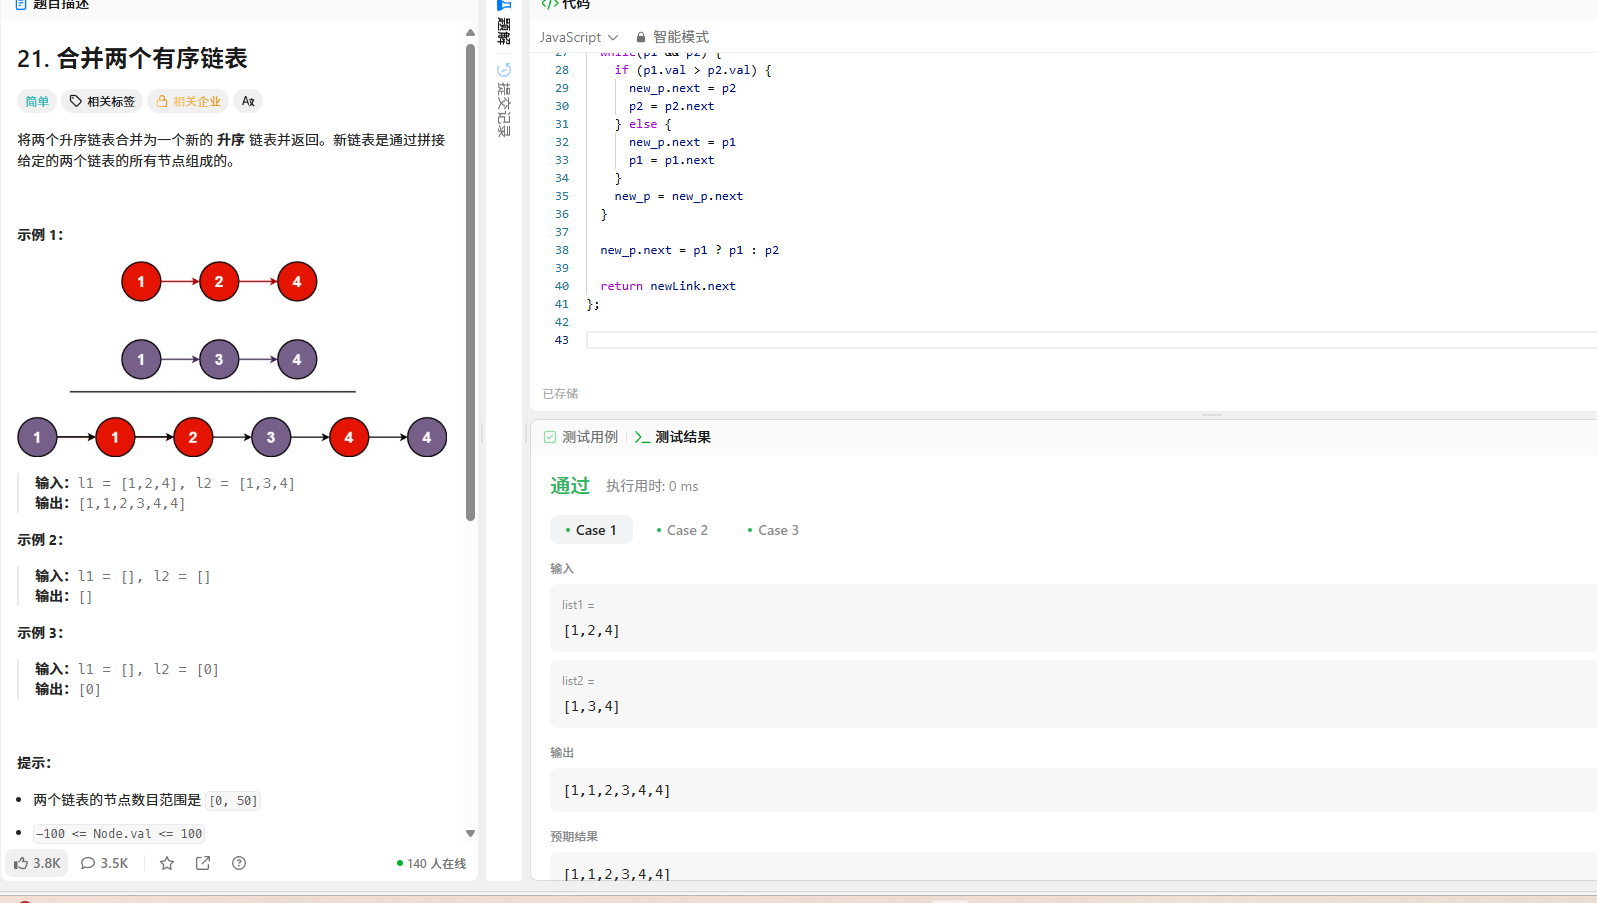 题目描述
21. 合并两个有序链表
简单 相关标签 相关企业 Aa
将两个升序链表合并为一个新的 升序 链表并返回。新链表是通过拼接
给定的两个链表的所有节点组成的。
示例 1：
1 2 4
1 3 4
1 1 2 3 4 4
输入：l1 = [1,2,4], l2 = [1,3,4]
输出：[1,1,2,3,4,4]
示例 2：
输入：l1 = [], l2 = []
输出：[]
示例 3：
输入：l1 = [], l2 = [0]
输出：[0]
提示：
两个链表的节点数目范围是 [0, 50]
-100 <= Node.val <= 100
3.8K 3.5K 140 人在线
题解
提交记录
</> 代码
JavaScript 智能模式
27 while(p1 && p2) {
28 if (p1.val > p2.val) {
29 new_p.next = p2
30 p2 = p2.next
31 } else {
32 new_p.next = p1
33 p1 = p1.next
34 }
35 new_p = new_p.next
36 }
37
38 new_p.next = p1 ? p1 : p2
39
40 return newLink.next
41 };
42
43
已存储
测试用例 测试结果
通过 执行用时: 0 ms
Case 1 Case 2 Case 3
输入
list1 =
[1,2,4]
list2 =
[1,3,4]
输出
[1,1,2,3,4,4]
预期结果
[1,1,2,3,4,4]